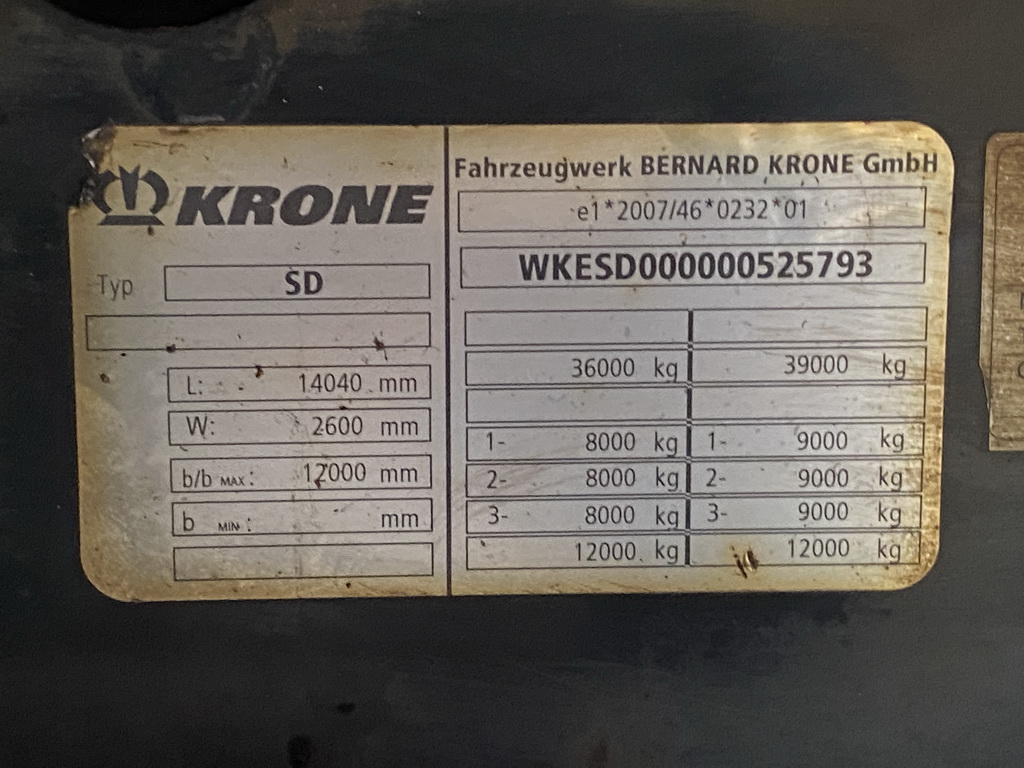 KRONE
Typ SD
L: 14040 mm
W: 2600 mm
b/b MAX: 12000 mm
b MIN: mm
Fahrzeugwerk BERNARD KRONE GmbH
e1*2007/46*0232*01
WKESD000000525793
36000 kg 39000 kg
1- 8000 kg 1- 9000 kg
2- 8000 kg 2- 9000 kg
3- 8000 kg 3- 9000 kg
12000 kg 12000 kg